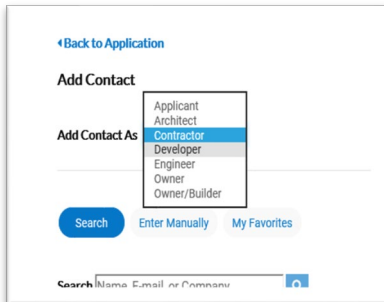 Back to Application
Add Contact
Applicant
Architect
Add Contact As Contractor
Developer
Engineer
Owner
Owner/Builder
Search Enter Manually My Favorites
Search Name, E-mail, or Company